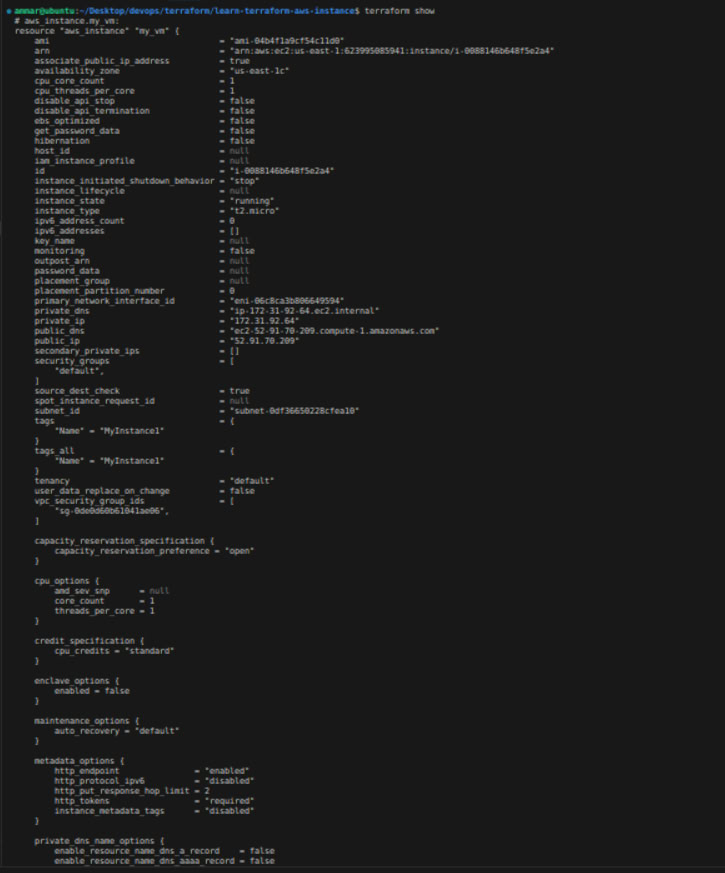 ammar@ubuntu:~/Desktop/devops/terraform/learn-terraform-aws-instance$ terraform show
# aws_instance.my_vm:
resource "aws_instance" "my_vm" {
    ami                                  = "ami-04b4f1a9cf54c11d0"
    arn                                  = "arn:aws:ec2:us-east-1:623995085941:instance/i-0088146b648f5e2a4"
    associate_public_ip_address          = true
    availability_zone                    = "us-east-1c"
    cpu_core_count                       = 1
    cpu_threads_per_core                 = 1
    disable_api_stop                     = false
    disable_api_termination              = false
    ebs_optimized                        = false
    get_password_data                    = false
    hibernation                          = false
    host_id                              = null
    iam_instance_profile                 = null
    id                                   = "i-0088146b648f5e2a4"
    instance_initiated_shutdown_behavior = "stop"
    instance_lifecycle                   = null
    instance_state                       = "running"
    instance_type                        = "t2.micro"
    ipv6_address_count                   = 0
    ipv6_addresses                       = []
    key_name                             = null
    monitoring                           = false
    outpost_arn                          = null
    password_data                        = null
    placement_group                      = null
    placement_partition_number           = 0
    primary_network_interface_id         = "eni-06c8ca3b806649594"
    private_dns                          = "ip-172-31-92-64.ec2.internal"
    private_ip                           = "172.31.92.64"
    public_dns                           = "ec2-52-91-70-209.compute-1.amazonaws.com"
    public_ip                            = "52.91.70.209"
    secondary_private_ips                = []
    security_groups                      = [
        "default",
    ]
    source_dest_check                    = true
    spot_instance_request_id             = null
    subnet_id                            = "subnet-0df36650228cfea10"
    tags                                 = {
        "Name" = "MyInstance1"
    }
    tags_all                             = {
        "Name" = "MyInstance1"
    }
    tenancy                              = "default"
    user_data_replace_on_change          = false
    vpc_security_group_ids               = [
        "sg-0de0d60b61041ae06",
    ]

    capacity_reservation_specification {
        capacity_reservation_preference = "open"
    }

    cpu_options {
        amd_sev_snp      = null
        core_count       = 1
        threads_per_core = 1
    }

    credit_specification {
        cpu_credits = "standard"
    }

    enclave_options {
        enabled = false
    }

    maintenance_options {
        auto_recovery = "default"
    }

    metadata_options {
        http_endpoint               = "enabled"
        http_protocol_ipv6          = "disabled"
        http_put_response_hop_limit = 2
        http_tokens                 = "required"
        instance_metadata_tags      = "disabled"
    }

    private_dns_name_options {
        enable_resource_name_dns_a_record    = false
        enable_resource_name_dns_aaaa_record = false